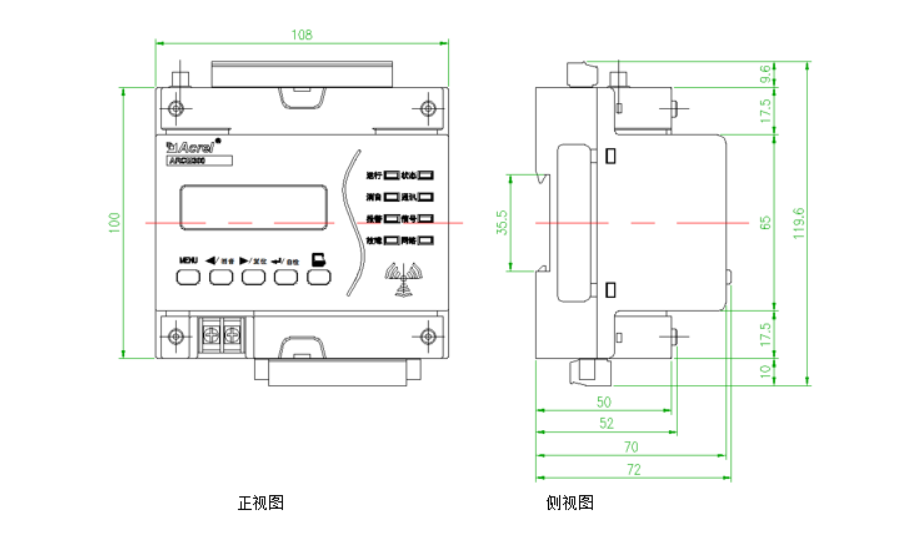 108
Acrel®
ARCM300
运行 状态
消音 通讯
报警 信号
故障 网络
MENU ◀/消音 ▶/复位 ↵/自检
100
9.6
17.5
35.5
65
119.6
17.5
10
50
52
70
72
正视图 侧视图